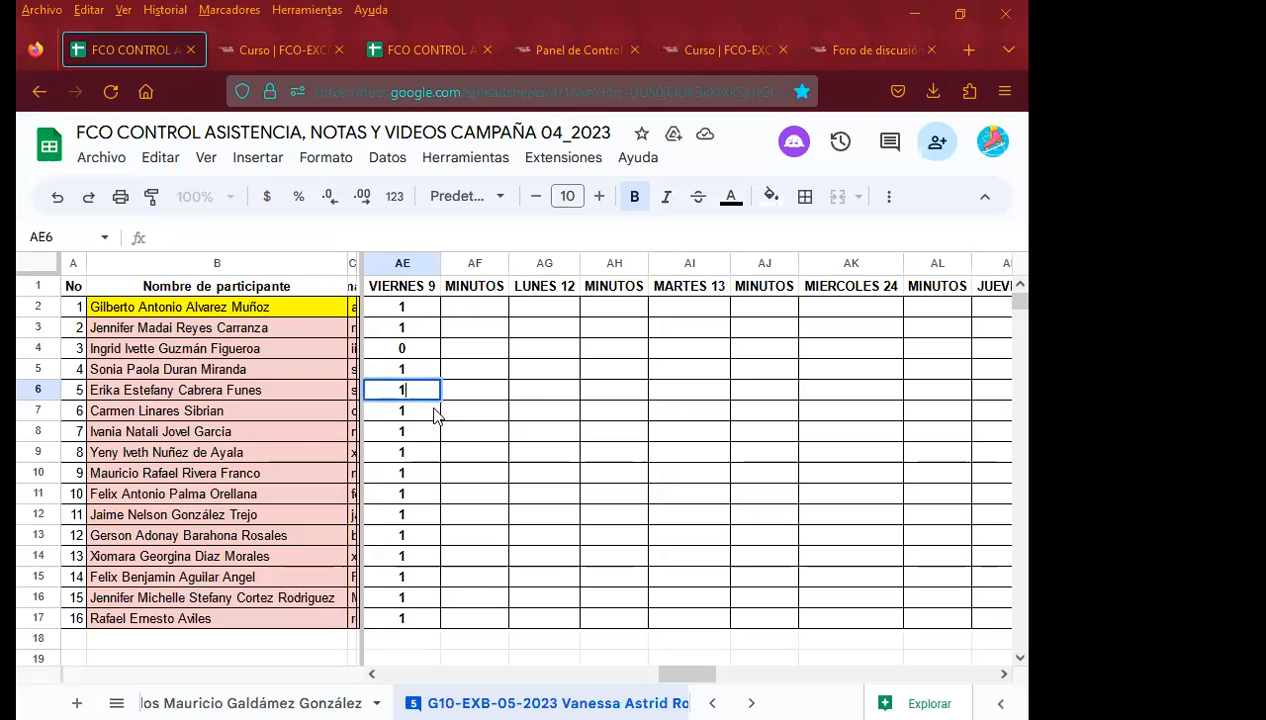 Archivo Editar Ver Historial Marcadores Herramientas Ayuda
FCO CONTROL A Curso | FCO-EXC FCO CONTROL A Panel de Control Curso | FCO-EXC Foro de discusión
google.com
FCO CONTROL ASISTENCIA, NOTAS Y VIDEOS CAMPAÑA 04_2023
Archivo Editar Ver Insertar Formato Datos Herramientas Extensiones Ayuda
100% $ % .0 .00 123 Predet... 10 B I A
AE6 fx
A B C AE AF AG AH AI AJ AK AL
1 No Nombre de participante VIERNES 9 MINUTOS LUNES 12 MINUTOS MARTES 13 MINUTOS MIERCOLES 24 MINUTOS JUEV
2 1 Gilberto Antonio Alvarez Muñoz a 1
3 2 Jennifer Madai Reyes Carranza 1
4 3 Ingrid Ivette Guzmán Figueroa 0
5 4 Sonia Paola Duran Miranda s 1
6 5 Erika Estefany Cabrera Funes s 1
7 6 Carmen Linares Sibrian 1
8 7 Ivania Natali Jovel Garcia 1
9 8 Yeny Iveth Nuñez de Ayala x 1
10 9 Mauricio Rafael Rivera Franco 1
11 10 Felix Antonio Palma Orellana 1
12 11 Jaime Nelson González Trejo 1
13 12 Gerson Adonay Barahona Rosales 1
14 13 Xiomara Georgina Diaz Morales x 1
15 14 Felix Benjamin Aguilar Angel 1
16 15 Jennifer Michelle Stefany Cortez Rodriguez 1
17 16 Rafael Ernesto Aviles 1
18
19
los Mauricio Galdámez González 5 G10-EXB-05-2023 Vanessa Astrid Ro Explorar